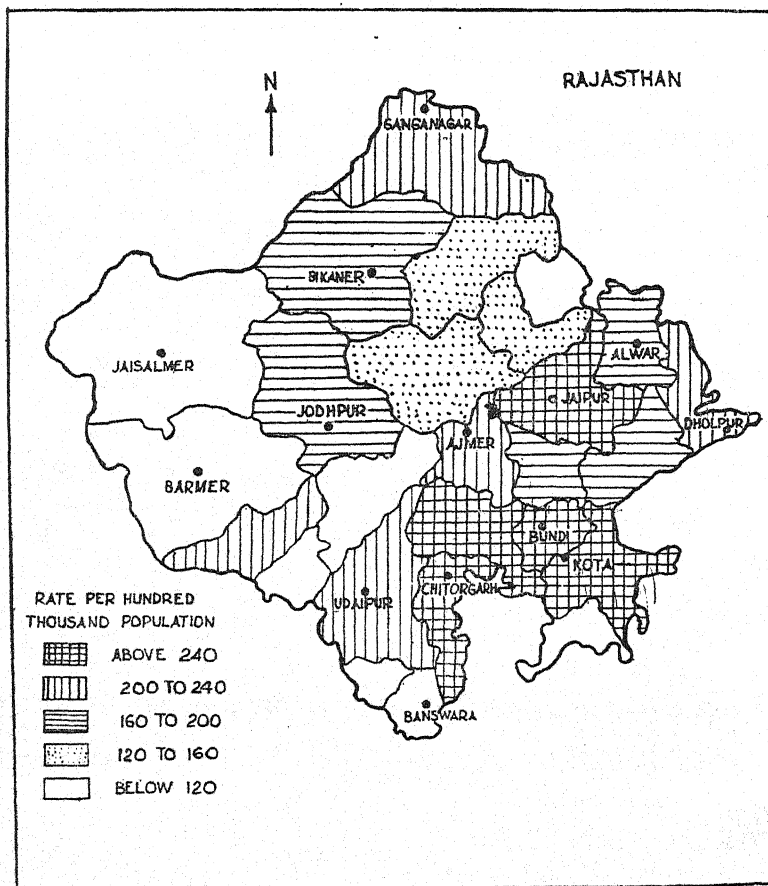 N
RAJASTHAN
GANGANAGAR
BIKANER
JAISALMER
ALWAR
JAIPUR
JODHPUR
AJMER
DHOLPUR
BARMER
BUNDI
KOTA
CHITORGARH
UDAIPUR
BANSWARA
RATE PER HUNDRED
THOUSAND POPULATION
ABOVE 240
200 TO 240
160 TO 200
120 TO 160
BELOW 120